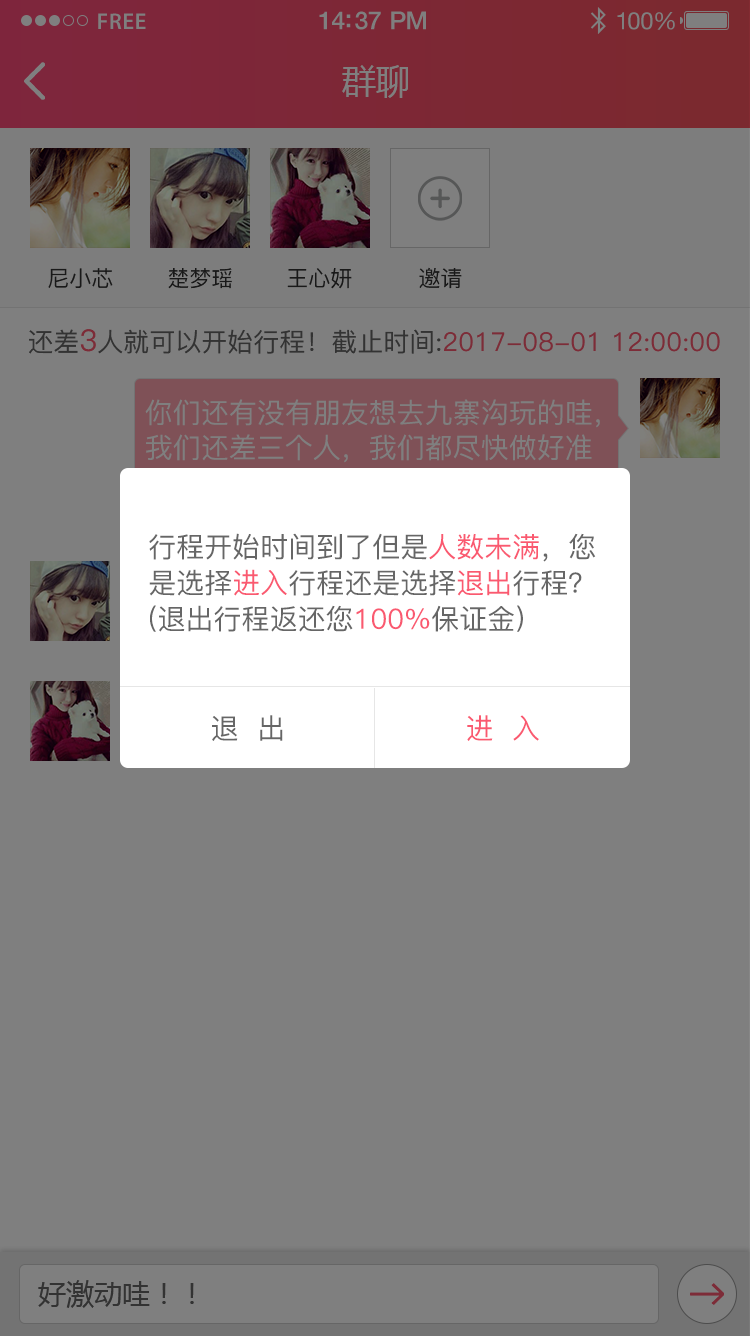 FREE 14:37 PM 100%
群聊
尼小芯 楚梦瑶 王心妍 邀请
还差3人就可以开始行程！截止时间:2017-08-01 12:00:00
你们还有没有朋友想去九寨沟玩的哇，
我们还差三个人，我们都尽快做好准
行程开始时间到了但是人数未满，您
是选择进入行程还是选择退出行程？
(退出行程返还您100%保证金)
退 出 进 入
好激动哇！！